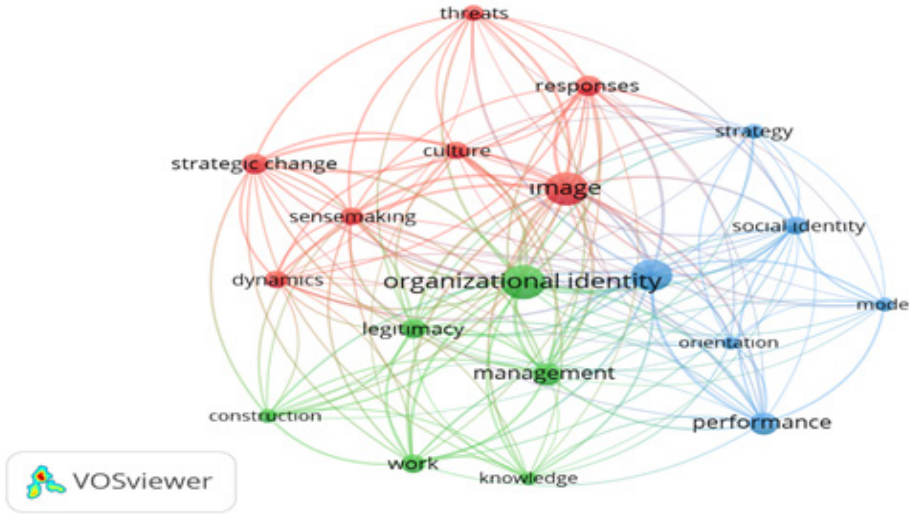 threats
responses
strategy
culture
strategic change
image
sensemaking
social identity
organizational identity
dynamics
mode
legitimacy
orientation
management
construction
performance
work
knowledge
VOSviewer